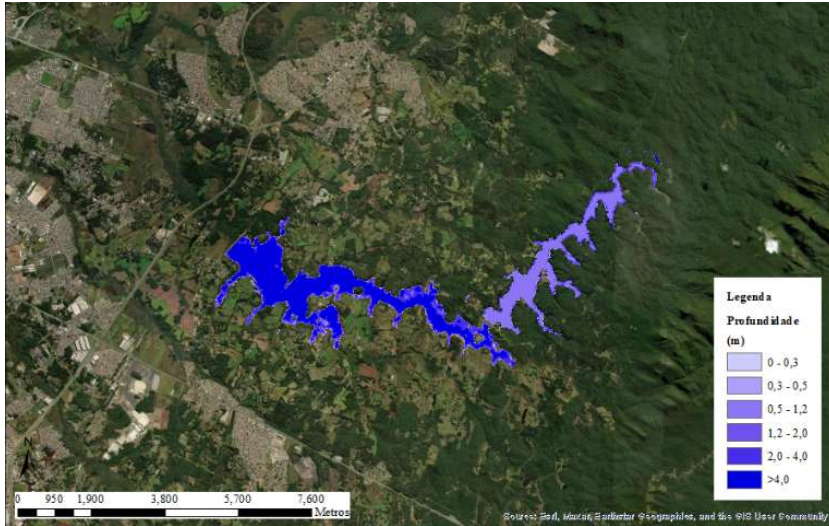 Legenda
Profundidade
(m)
0 - 0,3
0,3 - 0,5
0,5 - 1,2
1,2 - 2,0
2,0 - 4,0
>4,0
N
0 950 1,900 3,800 5,700 7,600
Metros
Source: Esri, Maxar, Earthstar Geographics, and the GIS User Community